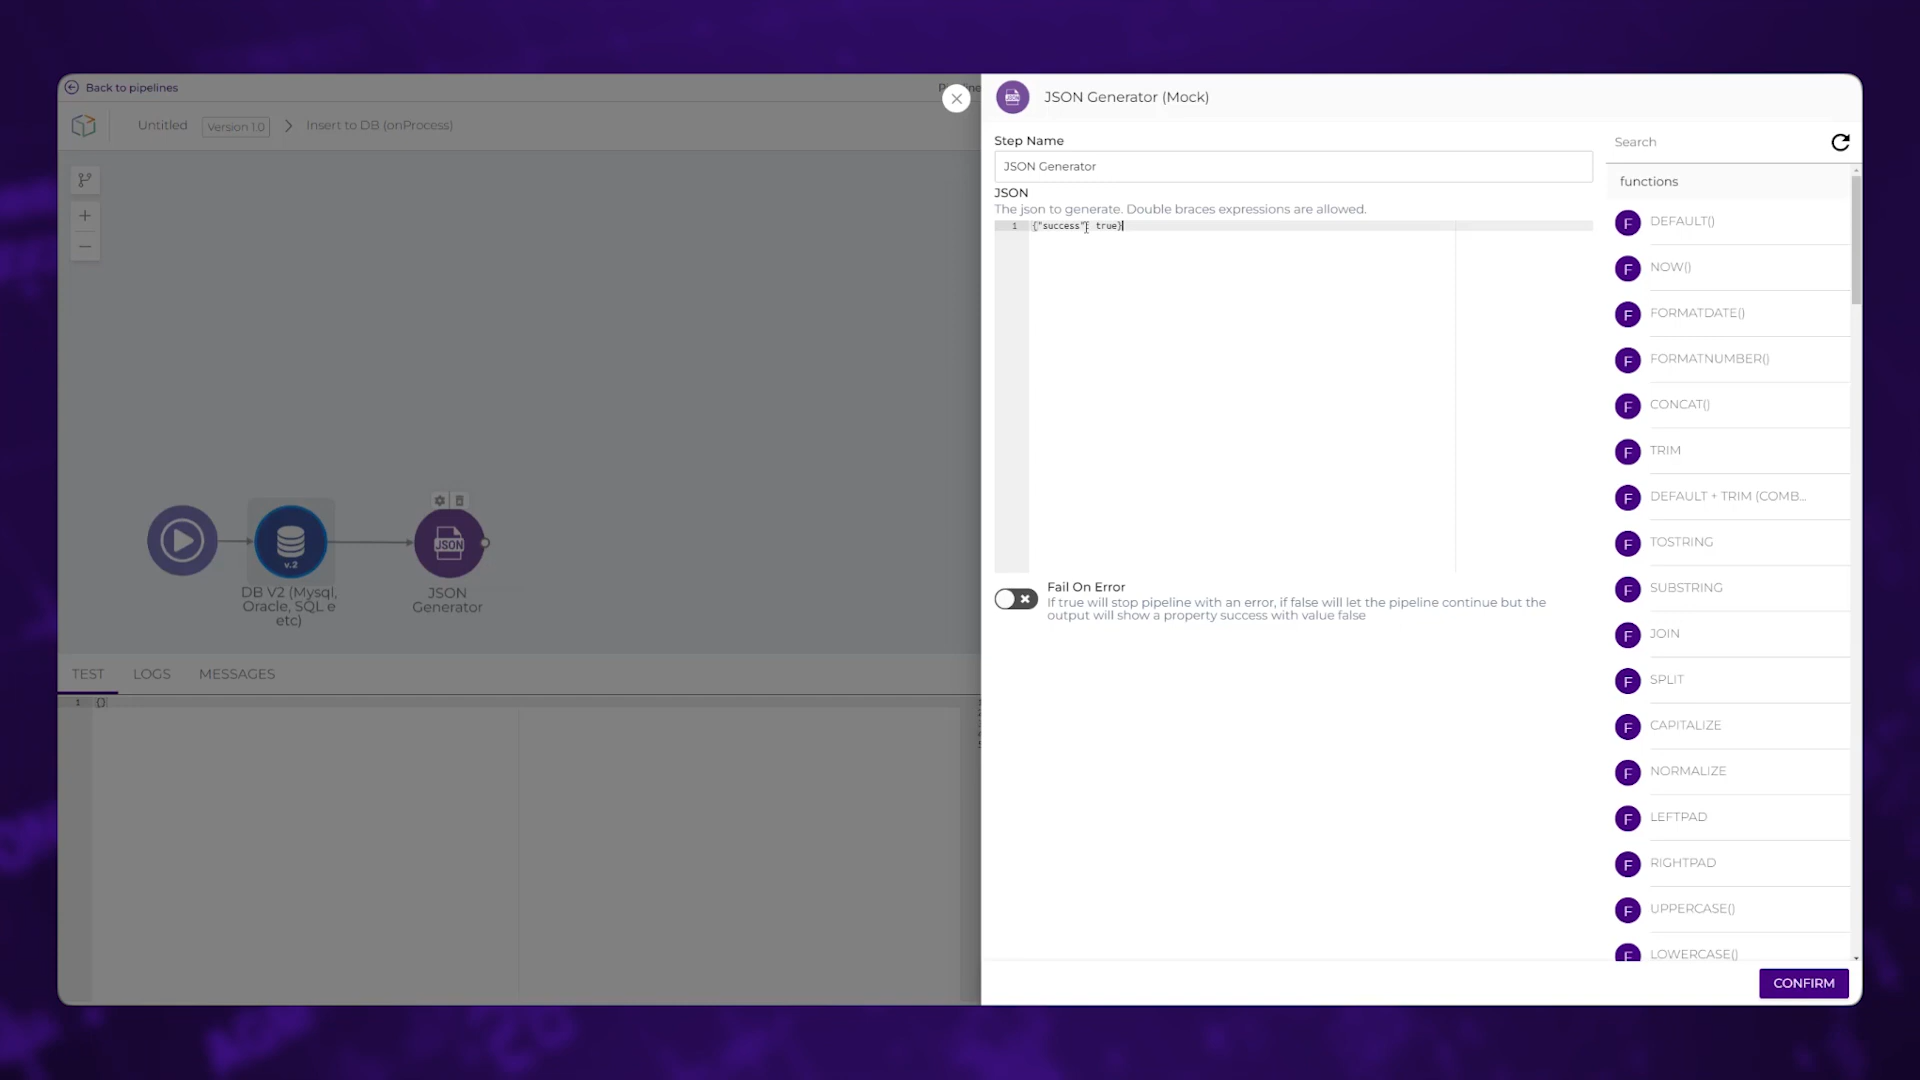 Back to pipelines
Untitled
Version 1.0
Insert to DB (onProcess)
v.2
DB V2 (Mysql,
Oracle, SQL e
etc)
JSON
JSON
Generator
TEST
LOGS
MESSAGES
1
{}
JSON Generator (Mock)
Step Name
JSON Generator
JSON
The json to generate. Double braces expressions are allowed.
1
{"success": true}
Fail On Error
If true will stop pipeline with an error, if false will let the pipeline continue but the
output will show a property success with value false
Search
functions
F DEFAULT()
F NOW()
F FORMATDATE()
F FORMATNUMBER()
F CONCAT()
F TRIM
F DEFAULT + TRIM (COMB...
F TOSTRING
F SUBSTRING
F JOIN
F SPLIT
F CAPITALIZE
F NORMALIZE
F LEFTPAD
F RIGHTPAD
F UPPERCASE()
F LOWERCASE()
CONFIRM